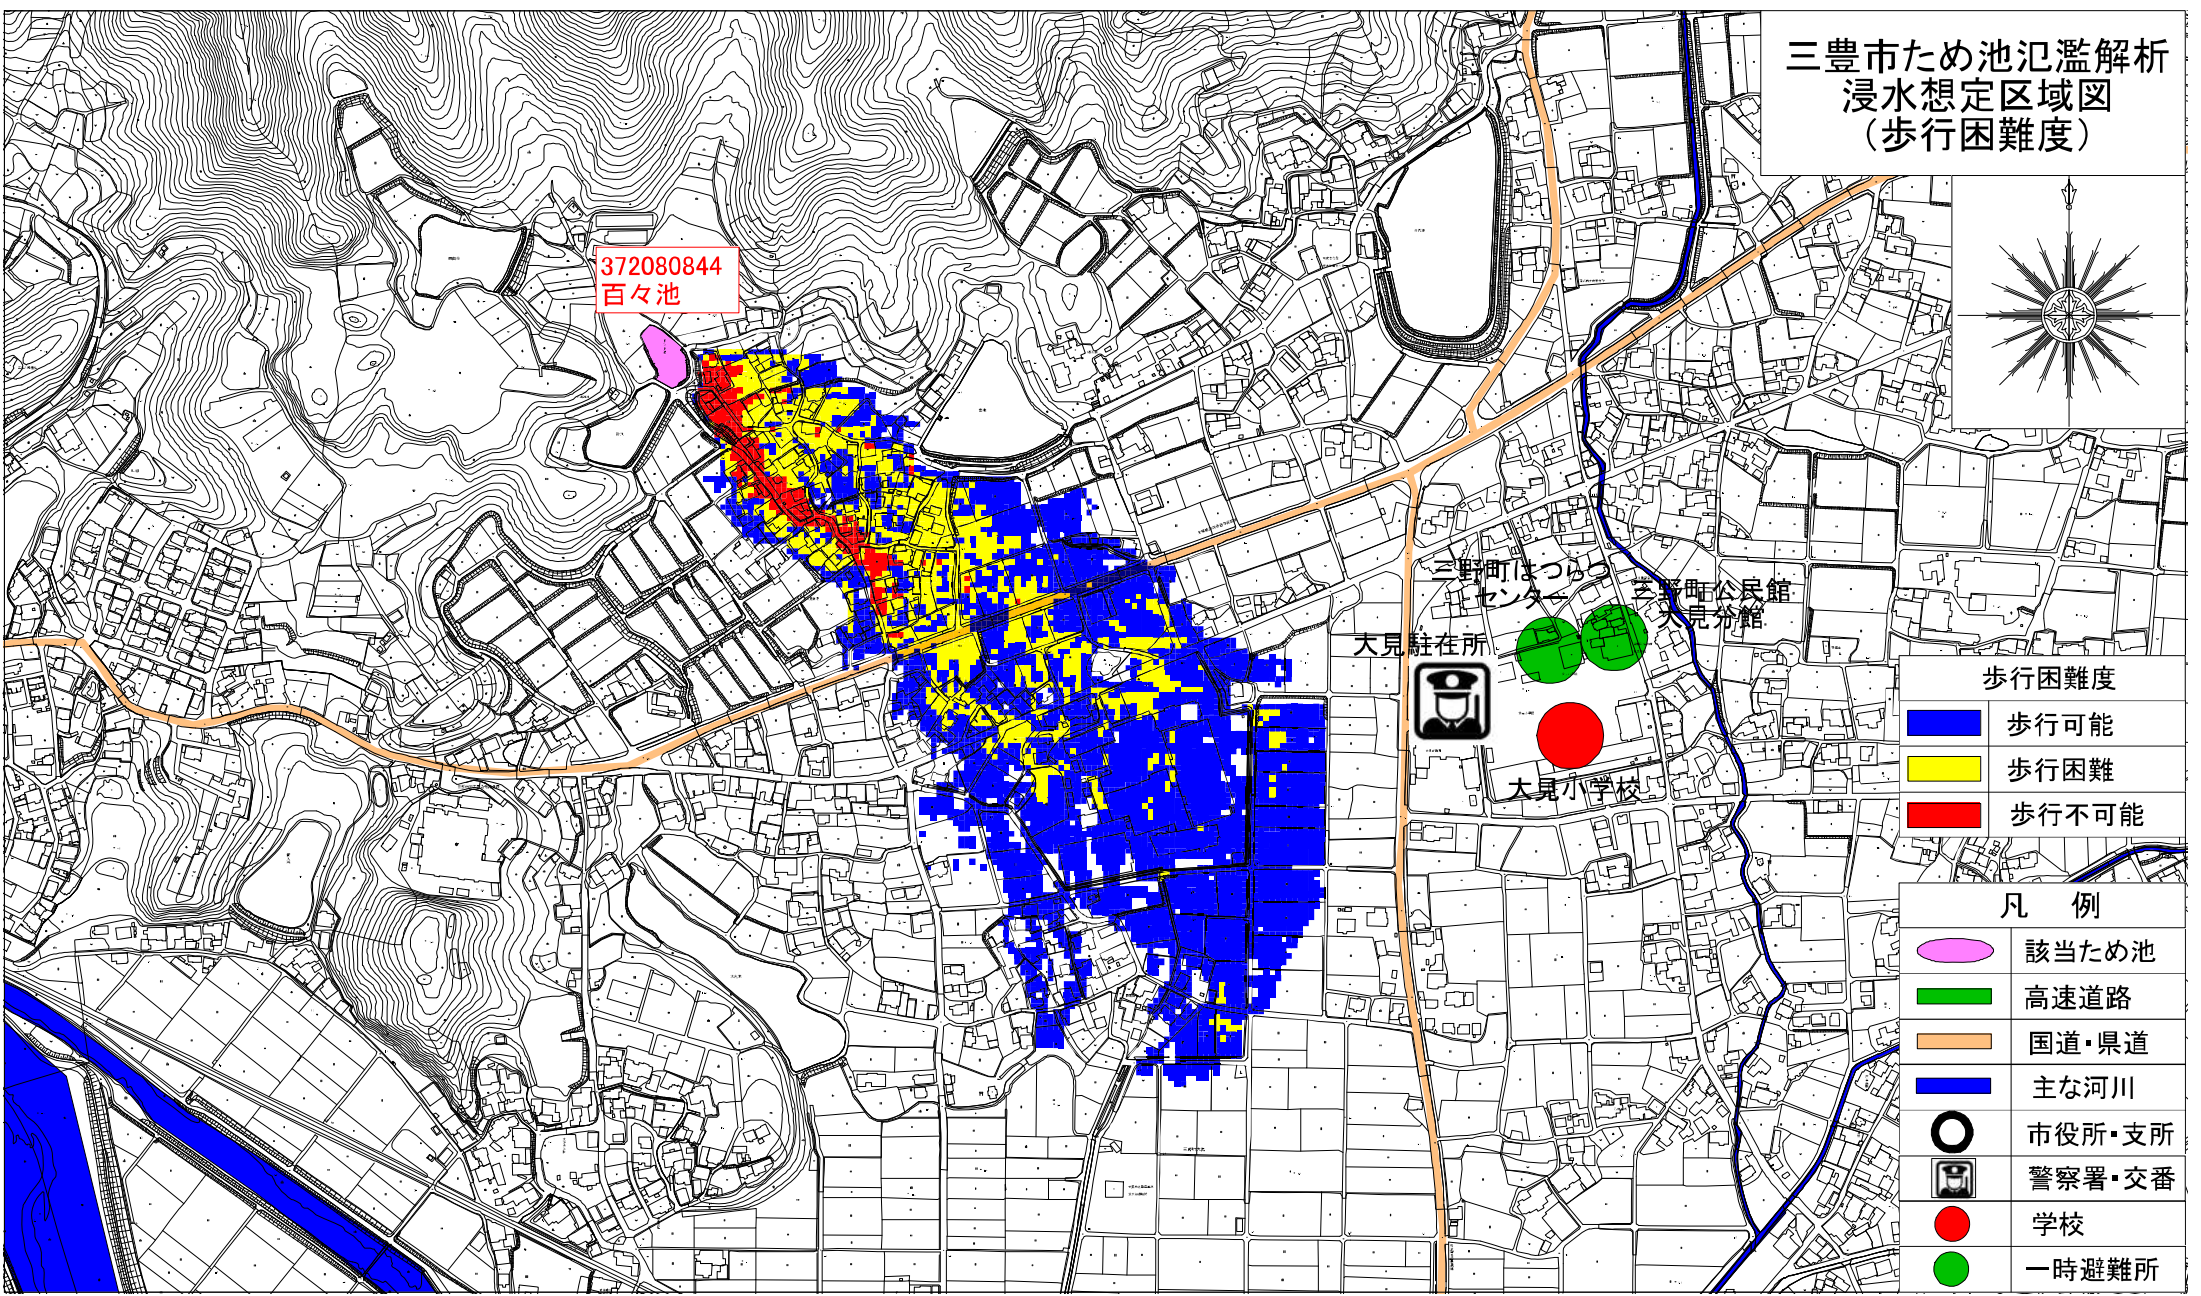 三豊市ため池氾濫解析
浸水想定区域図
（歩行困難度）
372080844
百々池
三野町はつらつ
センター
三野町公民館
大見分館
大見駐在所
大見小学校
歩行困難度
歩行可能
歩行困難
歩行不可能
凡 例
該当ため池
高速道路
国道・県道
主な河川
市役所・支所
警察署・交番
学校
一時避難所